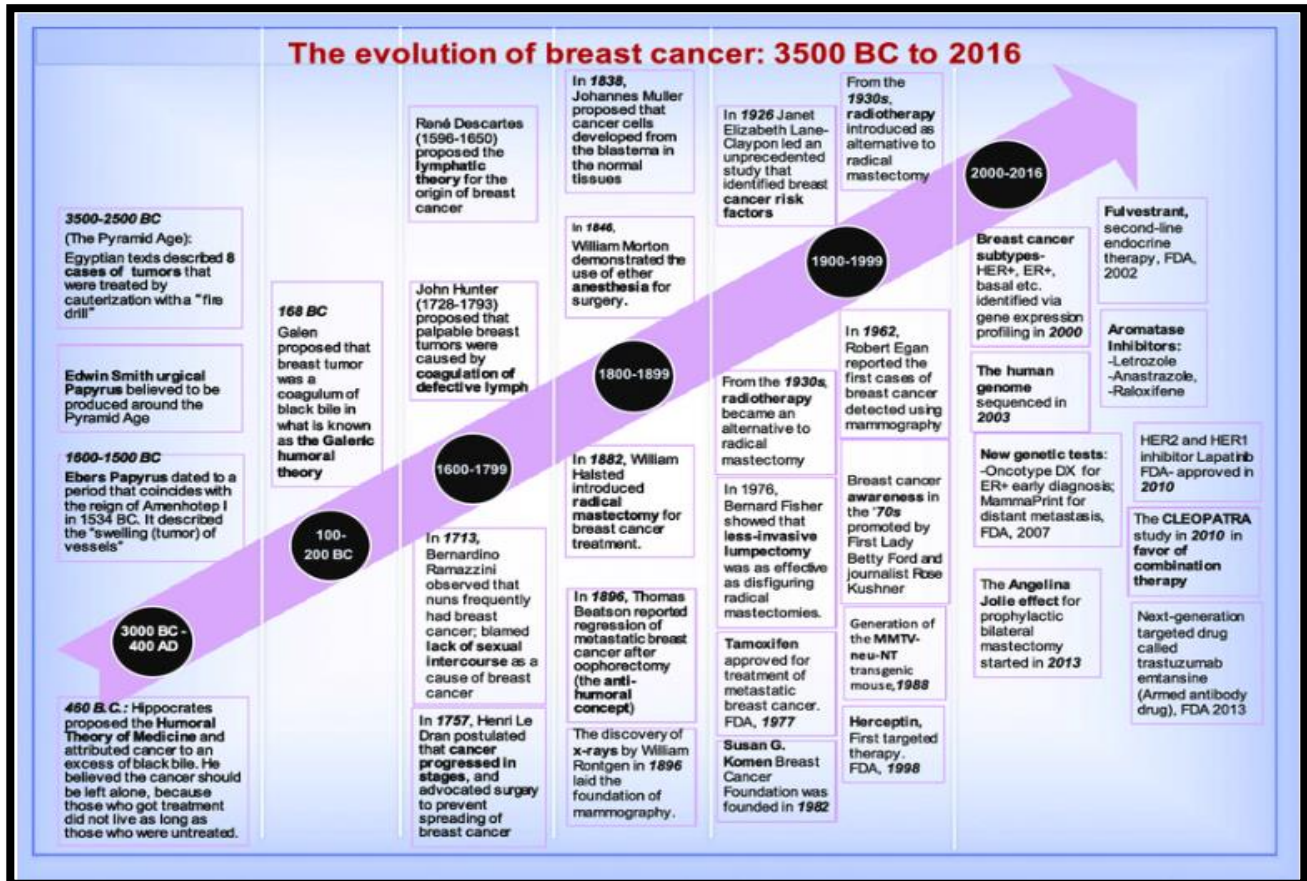 The evolution of breast cancer: 3500 BC to 2016
3500-2500 BC
(The Pyramid Age):
Egyptian texts described 8
cases of tumors that
were treated by
cauterization with a "fire
drill"
Edwin Smith urgical
Papyrus believed to be
produced around the
Pyramid Age
1600-1500 BC
Ebers Papyrus dated to a
period that coincides with
the reign of Amenhotep I
in 1534 BC. It described
the "swelling (tumor) of
vessels"
3000 BC -
400 AD
460 B.C.: Hippocrates
proposed the Humoral
Theory of Medicine and
attributed cancer to an
excess of black bile. He
believed the cancer should
be left alone, because
those who got treatment
did not live as long as
those who were untreated.
168 BC
Galen
proposed that
breast tumor
was a
coagulum of
black bile in
what is known
as the Galenic
humoral
theory
100-
200 BC
René Descartes
(1596-1650)
proposed the
lymphatic
theory for the
origin of breast
cancer
John Hunter
(1728-1793)
proposed that
palpable breast
tumors were
caused by
coagulation of
defective lymph
1600-1799
In 1713,
Bernardino
Ramazzini
observed that
nuns frequently
had breast
cancer; blamed
lack of sexual
intercourse as a
cause of breast
cancer
In 1757, Henri Le
Dran postulated
that cancer
progressed in
stages, and
advocated surgery
to prevent
spreading of
breast cancer
In 1838,
Johannes Muller
proposed that
cancer cells
developed from
the blastema in
the normal
tissues
In 1846,
William Morton
demonstrated the
use of ether
anesthesia for
surgery.
1800-1899
In 1882, William
Halsted
introduced
radical
mastectomy for
breast cancer
treatment.
In 1896, Thomas
Beatson reported
regression of
metastatic breast
cancer after
oophorectomy
(the anti-
humoral
concept)
The discovery of
x-rays by William
Rontgen in 1896
laid the
foundation of
mammography.
In 1926 Janet
Elizabeth Lane-
Claypon led an
unprecedented
study that
identified breast
cancer risk
factors
From the
1930s,
radiotherapy
introduced as
alternative to
radical
mastectomy
1900-1999
From the 1930s,
radiotherapy
became an
alternative to
radical
mastectomy
In 1976,
Bernard Fisher
showed that
less-invasive
lumpectomy
was as effective
as disfiguring
radical
mastectomies.
Tamoxifen
approved for
treatment of
metastatic
breast cancer.
FDA, 1977
Susan G.
Komen Breast
Cancer
Foundation was
founded in 1982
In 1962,
Robert Egan
reported the
first cases of
breast cancer
detected using
mammography
Breast cancer
awareness in
the '70s
promoted by
First Lady
Betty Ford and
journalist Rose
Kushner
Generation of
the MMTV-
neu-NT
transgenic
mouse,1988
Herceptin,
First targeted
therapy.
FDA, 1998
2000-2016
Breast cancer
subtypes-
HER+, ER+,
basal etc.
identified via
gene expression
profiling in 2000
The human
genome
sequenced in
2003
New genetic tests:
-Oncotype DX for
ER+ early diagnosis;
MammaPrint for
distant metastasis,
FDA, 2007
The Angelina
Jolie effect for
prophylactic
bilateral
mastectomy
started in 2013
Fulvestrant,
second-line
endocrine
therapy, FDA,
2002
Aromatase
Inhibitors:
-Letrozole
-Anastrazole,
-Raloxifene
HER2 and HER1
inhibitor Lapatinib
FDA- approved in
2010
The CLEOPATRA
study in 2010 in
favor of
combination
therapy
Next-generation
targeted drug
called
trastuzumab
emtansine
(Armed antibody
drug), FDA 2013